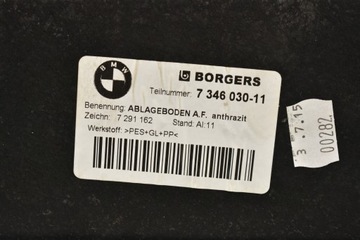 BMW
BORGERS
Teilnummer: 7 346 030-11
Benennung: ABLAGEBODEN A.F. anthrazit
Zeichn: 7 291 162 Stand: AI:11
Werkstoff: >PES+GL+PP<
3 7.15
00282